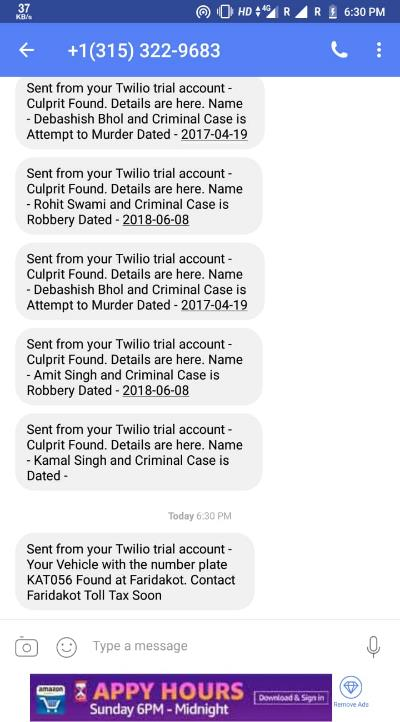 37
KB/s
HD 4G R R 6:30 PM
+1(315) 322-9683
Sent from your Twilio trial account -
Culprit Found. Details are here. Name
- Debashish Bhol and Criminal Case is
Attempt to Murder Dated - 2017-04-19
Sent from your Twilio trial account -
Culprit Found. Details are here. Name
- Rohit Swami and Criminal Case is
Robbery Dated - 2018-06-08
Sent from your Twilio trial account -
Culprit Found. Details are here. Name
- Debashish Bhol and Criminal Case is
Attempt to Murder Dated - 2017-04-19
Sent from your Twilio trial account -
Culprit Found. Details are here. Name
- Amit Singh and Criminal Case is
Robbery Dated - 2018-06-08
Sent from your Twilio trial account -
Culprit Found. Details are here. Name
- Kamal Singh and Criminal Case is
Dated -
Today 6:30 PM
Sent from your Twilio trial account -
Your Vehicle with the number plate
KAT056 Found at Faridakot. Contact
Faridakot Toll Tax Soon
Type a message
amazon
APPY HOURS
Sunday 6PM - Midnight
Download & Sign in
Remove Ads